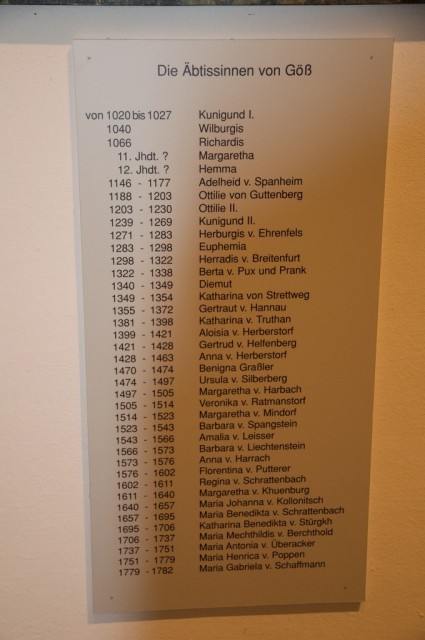 Die Äbtissinnen von Göß
von 1020 bis 1027 Kunigund I.
1040 Wilburgis
1066 Richardis
11. Jhdt. ? Margaretha
12. Jhdt. ? Hemma
1146 - 1177 Adelheid v. Spanheim
1188 - 1203 Ottilie von Guttenberg
1203 - 1230 Ottilie II.
1239 - 1269 Kunigund II.
1271 - 1283 Herburgis v. Ehrenfels
1283 - 1298 Euphemia
1298 - 1322 Herradis v. Breitenfurt
1322 - 1338 Berta v. Pux und Prank
1340 - 1349 Diemut
1349 - 1354 Katharina von Strettweg
1355 - 1372 Gertraut v. Hannau
1381 - 1398 Katharina v. Truthan
1399 - 1421 Aloisia v. Herberstorf
1421 - 1428 Gertrud v. Helfenberg
1428 - 1463 Anna v. Herberstorf
1470 - 1474 Benigna Graßler
1474 - 1497 Ursula v. Silberberg
1497 - 1505 Margaretha v. Harbach
1505 - 1514 Veronika v. Ratmanstorf
1514 - 1523 Margaretha v. Mindorf
1523 - 1543 Barbara v. Spangstein
1543 - 1566 Amalia v. Leisser
1566 - 1573 Barbara v. Liechtenstein
1573 - 1576 Anna v. Harrach
1576 - 1602 Florentina v. Putterer
1602 - 1611 Regina v. Schrattenbach
1611 - 1640 Margaretha v. Khuenburg
1640 - 1657 Maria Johanna v. Kollonitsch
1657 - 1695 Maria Benedikta v. Schrattenbach
1695 - 1706 Katharina Benedikta v. Stürgkh
1706 - 1737 Maria Mechthildis v. Berchthold
1737 - 1751 Maria Antonia v. Überacker
1751 - 1779 Maria Henrica v. Poppen
1779 - 1782 Maria Gabriela v. Schaffmann